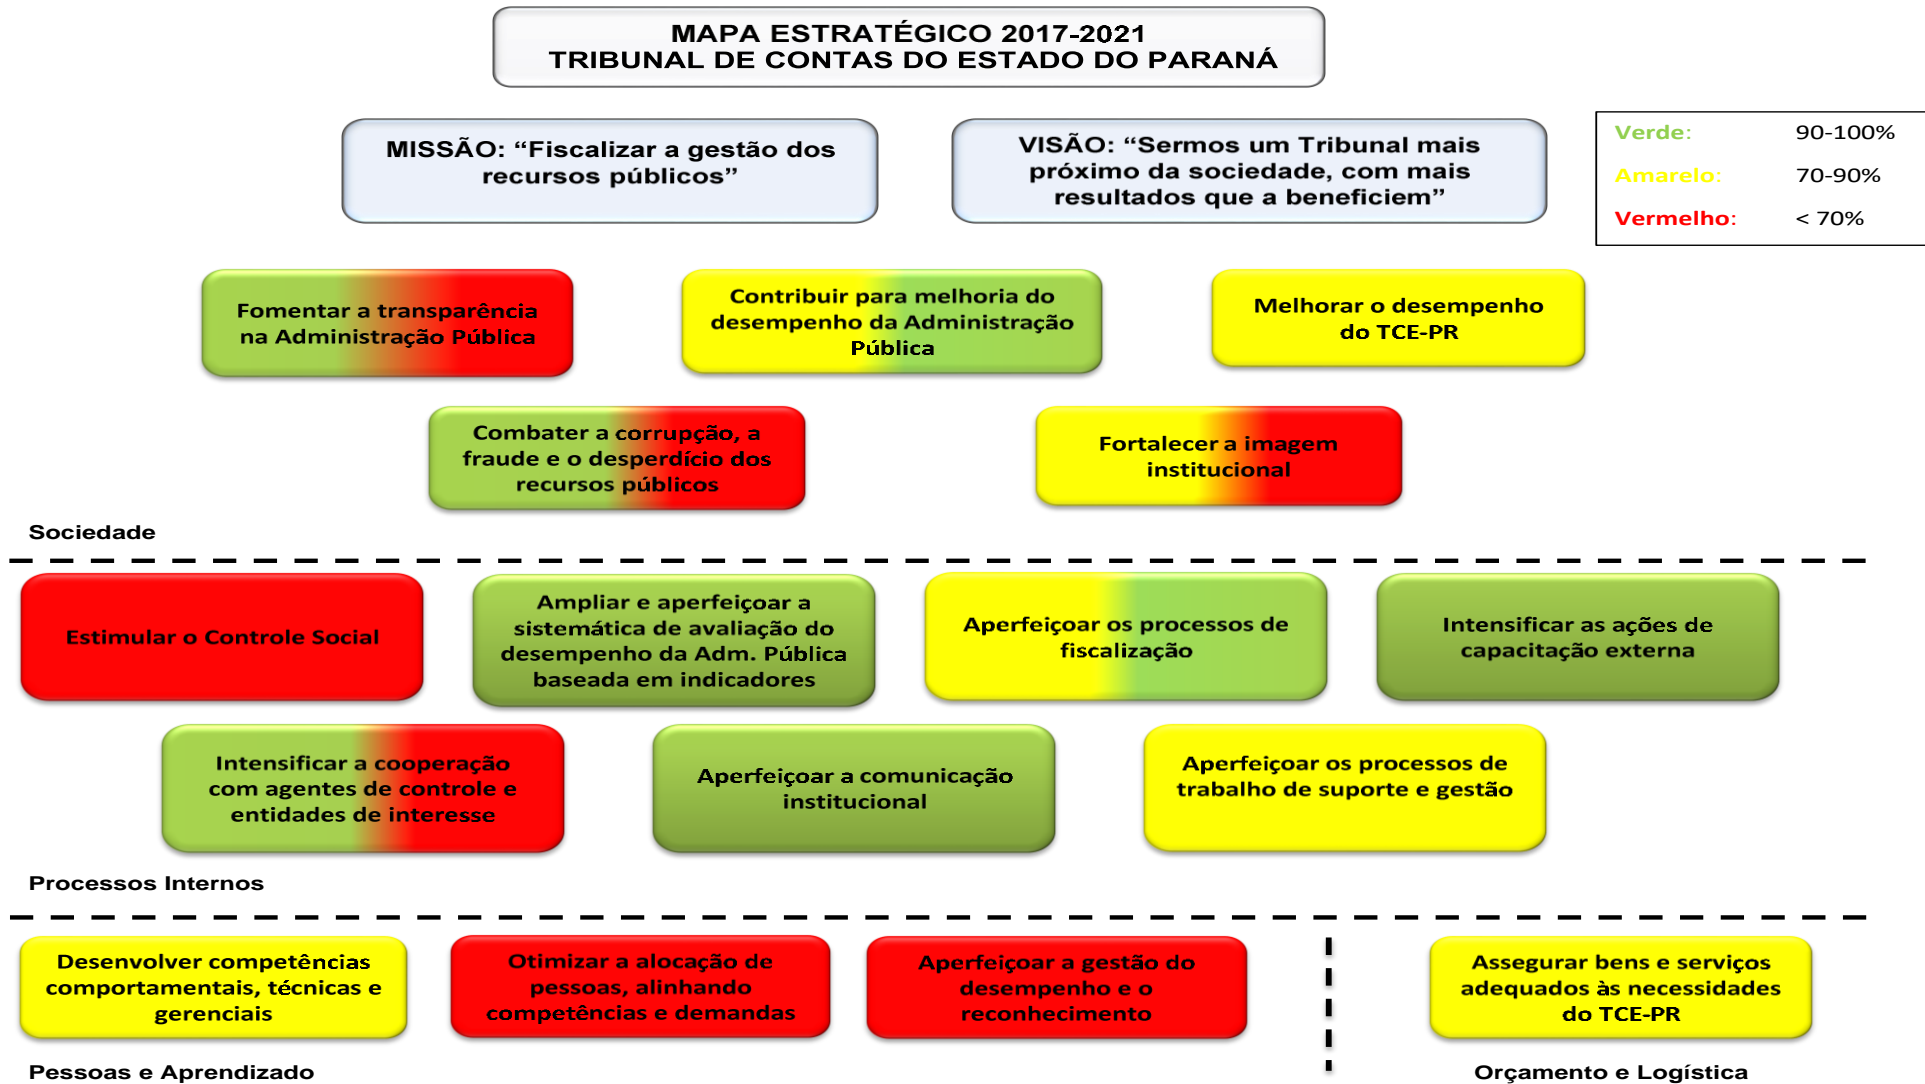 MAPA ESTRATÉGICO 2017-2021
TRIBUNAL DE CONTAS DO ESTADO DO PARANÁ
MISSÃO: “Fiscalizar a gestão dos
recursos públicos”
VISÃO: “Sermos um Tribunal mais
próximo da sociedade, com mais
resultados que a beneficiem”
Verde: 90-100%
Amarelo: 70-90%
Vermelho: < 70%
Fomentar a transparência
na Administração Pública
Contribuir para melhoria do
desempenho da Administração
Pública
Melhorar o desempenho
do TCE-PR
Combater a corrupção, a
fraude e o desperdício dos
recursos públicos
Fortalecer a imagem
institucional
Sociedade
Estimular o Controle Social
Ampliar e aperfeiçoar a
sistemática de avaliação do
desempenho da Adm. Pública
baseada em indicadores
Aperfeiçoar os processos de
fiscalização
Intensificar as ações de
capacitação externa
Intensificar a cooperação
com agentes de controle e
entidades de interesse
Aperfeiçoar a comunicação
institucional
Aperfeiçoar os processos de
trabalho de suporte e gestão
Processos Internos
Desenvolver competências
comportamentais, técnicas e
gerenciais
Otimizar a alocação de
pessoas, alinhando
competências e demandas
Aperfeiçoar a gestão do
desempenho e o
reconhecimento
Assegurar bens e serviços
adequados às necessidades
do TCE-PR
Pessoas e Aprendizado
Orçamento e Logística